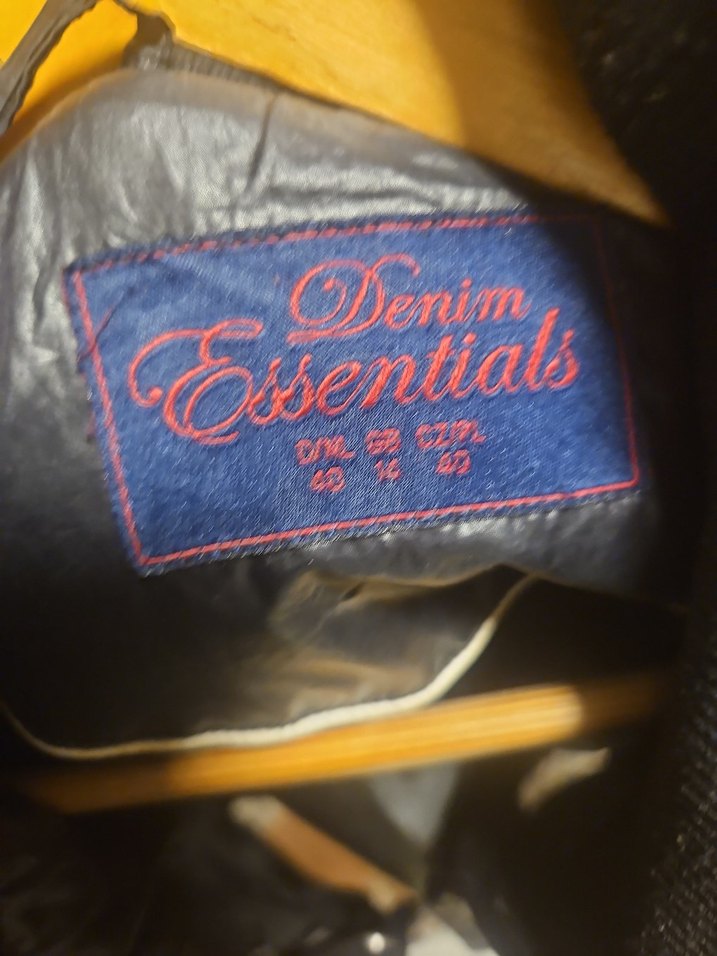 Denim
Essentials
D/NL GB CZ/PL
40 14 40